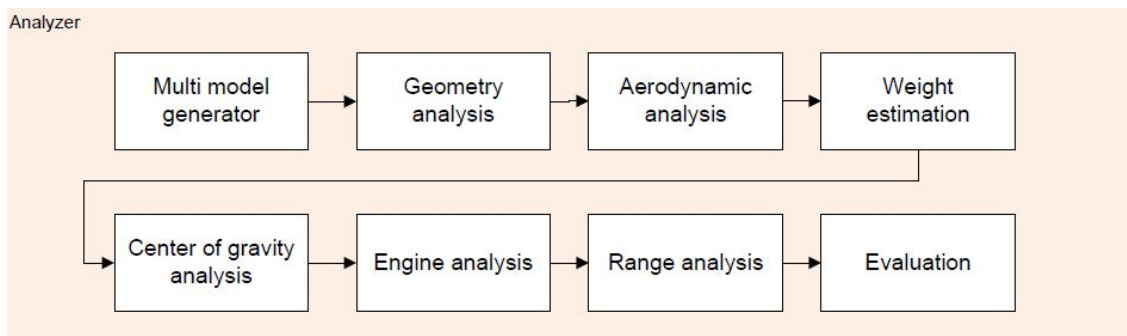 Analyzer
Multi model
generator
Geometry
analysis
Aerodynamic
analysis
Weight
estimation
Center of gravity
analysis
Engine analysis
Range analysis
Evaluation